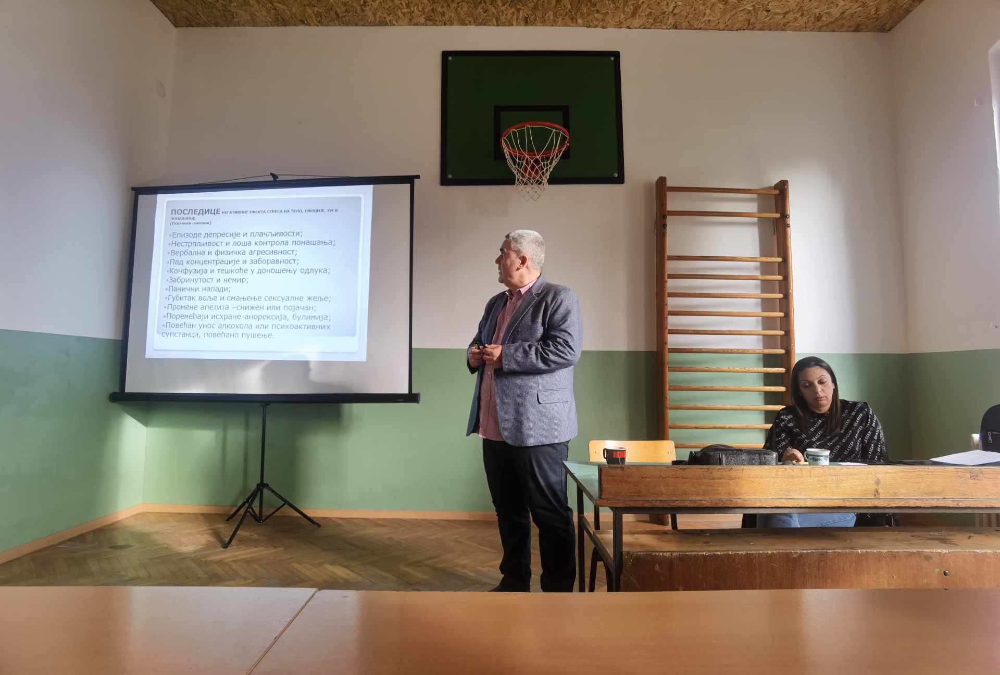 ПОСЛЕДИЦЕ НЕГАТИВНОГ ЕФЕКТА СТРЕСА НА ТЕЛО, ЕМОЦИЈЕ, УМ И
ПОНАШАЊЕ
(Психички симтоми)
•Епизоде депресије и плачљивости;
•Нестрпљивост и лоша контрола понашања;
•Вербална и физичка агресивност;
•Пад концентрације и заборавност;
•Конфузија и тешкоће у доношењу одлука;
•Забринутост и немир;
•Панични напади;
•Губитак воље и смањење сексуалне жеље;
•Промене апетита –снижен или појачан;
•Поремећаји исхране-анорексија, булимија;
•Повећан унос алкохола или психоактивних
супстанци, повећано пушење.